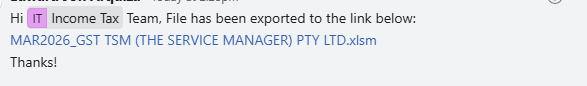 Hi IT Income Tax Team, File has been exported to the link below:
MAR2026_GST TSM (THE SERVICE MANAGER) PTY LTD.xlsm
Thanks!